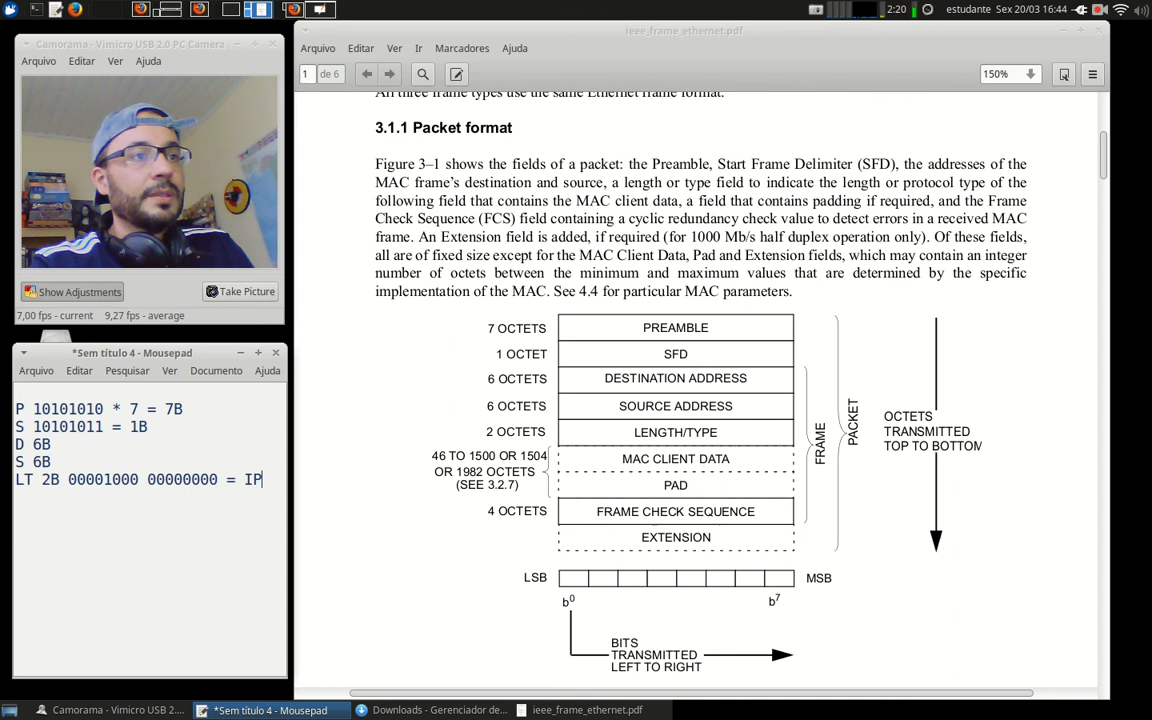 2:20
estudante Sex 20/03 16:44
Camorama - Vimicro USB 2.0 PC Camera
Arquivo Editar Ver Ajuda
Show Adjustments
Take Picture
7,00 fps - current 9,27 fps - average
*Sem título 4 - Mousepad
Arquivo Editar Pesquisar Ver Documento Ajuda
P 10101010 * 7 = 7B
S 10101011 = 1B
D 6B
S 6B
LT 2B 00001000 00000000 = IP
ieee_frame_ethernet.pdf
Arquivo Editar Ver Ir Marcadores Ajuda
1 de 6
150%
All three frame types use the same Ethernet frame format.
3.1.1 Packet format
Figure 3–1 shows the fields of a packet: the Preamble, Start Frame Delimiter (SFD), the addresses of the
MAC frame’s destination and source, a length or type field to indicate the length or protocol type of the
following field that contains the MAC client data, a field that contains padding if required, and the Frame
Check Sequence (FCS) field containing a cyclic redundancy check value to detect errors in a received MAC
frame. An Extension field is added, if required (for 1000 Mb/s half duplex operation only). Of these fields,
all are of fixed size except for the MAC Client Data, Pad and Extension fields, which may contain an integer
number of octets between the minimum and maximum values that are determined by the specific
implementation of the MAC. See 4.4 for particular MAC parameters.
7 OCTETS PREAMBLE
1 OCTET SFD
6 OCTETS DESTINATION ADDRESS
6 OCTETS SOURCE ADDRESS
2 OCTETS LENGTH/TYPE
46 TO 1500 OR 1504
OR 1982 OCTETS
(SEE 3.2.7)
MAC CLIENT DATA
PAD
4 OCTETS FRAME CHECK SEQUENCE
EXTENSION
FRAME
PACKET
OCTETS
TRANSMITTED
TOP TO BOTTOM
LSB MSB
b0 b7
BITS
TRANSMITTED
LEFT TO RIGHT
Camorama - Vimicro USB 2....
*Sem título 4 - Mousepad
Downloads - Gerenciador de...
ieee_frame_ethernet.pdf